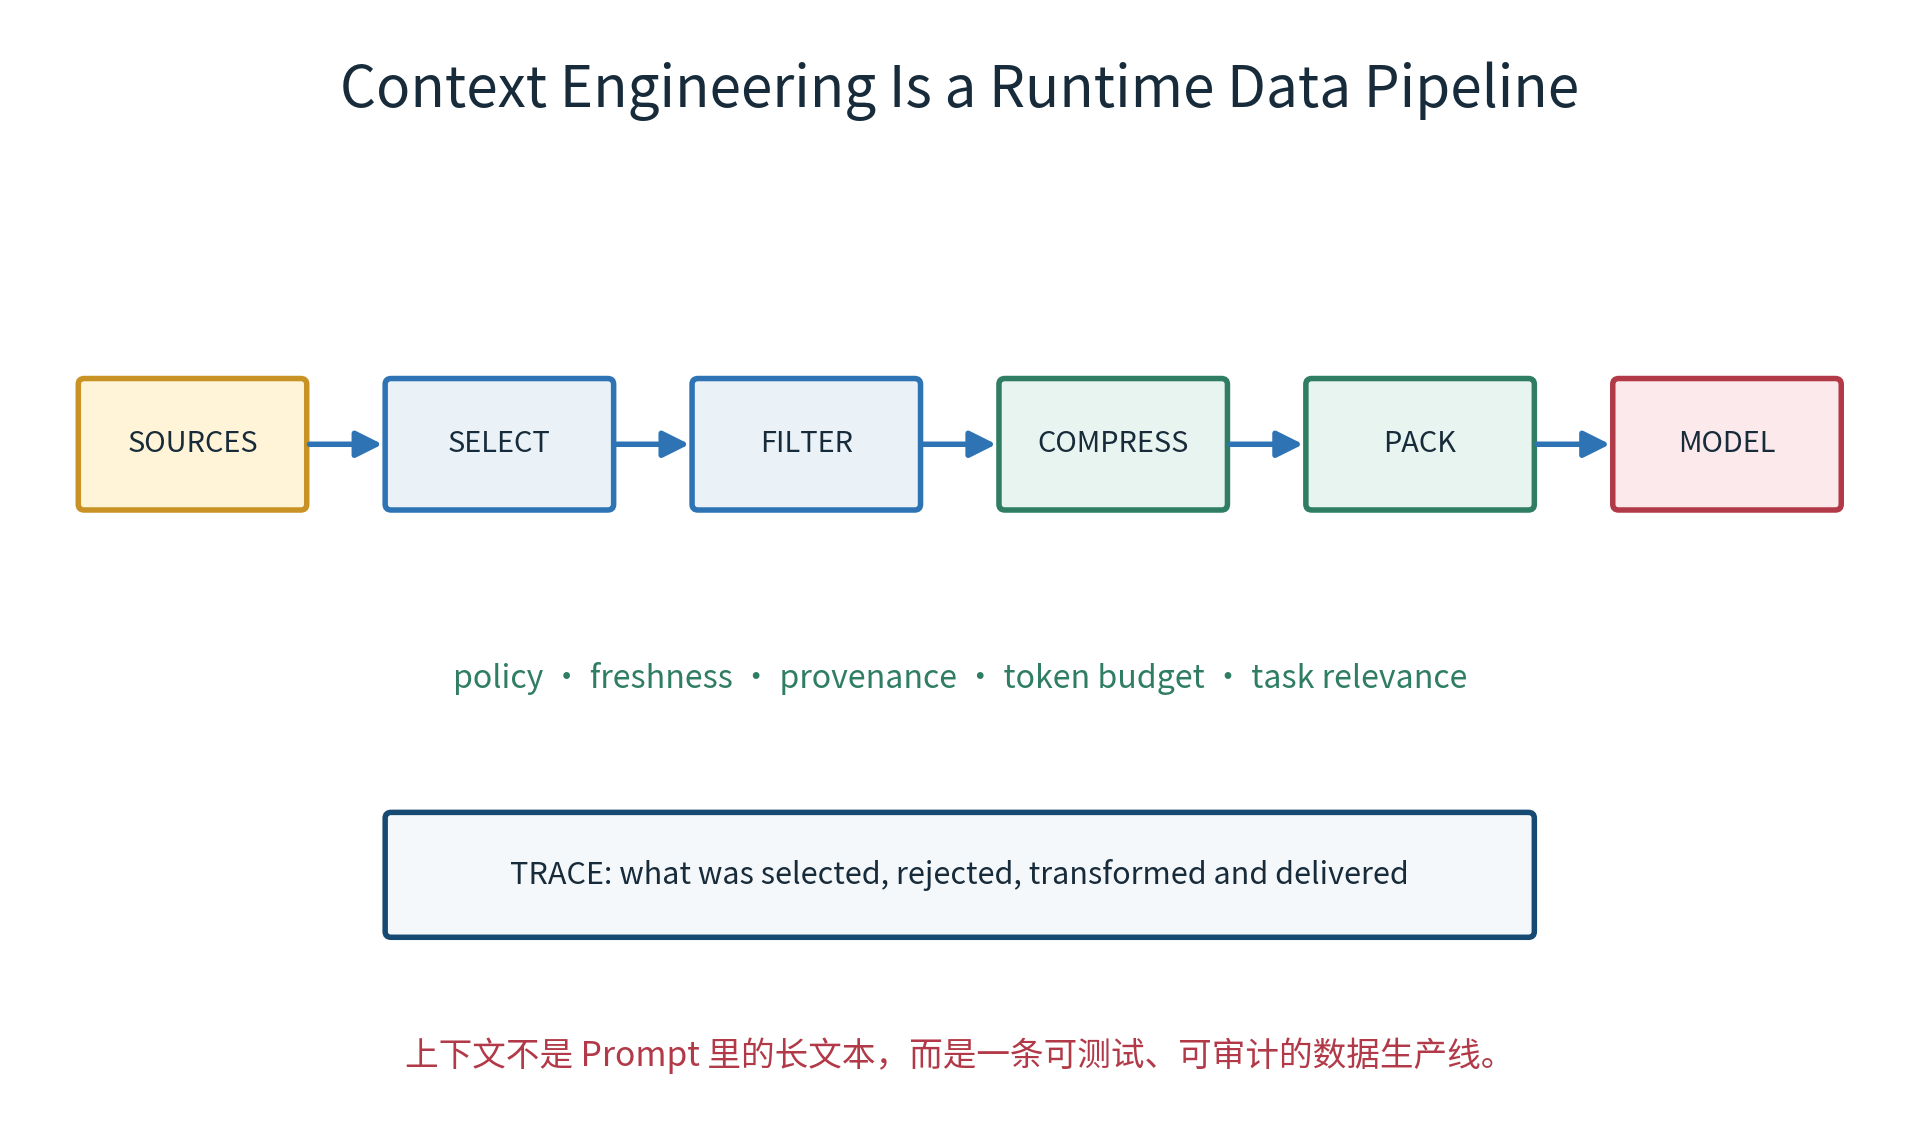 Context Engineering Is a Runtime Data Pipeline
SOURCES
SELECT
FILTER
COMPRESS
PACK
MODEL
policy • freshness • provenance • token budget • task relevance
TRACE: what was selected, rejected, transformed and delivered
上下文不是 Prompt 里的长文本，而是一条可测试、可审计的数据生产线。